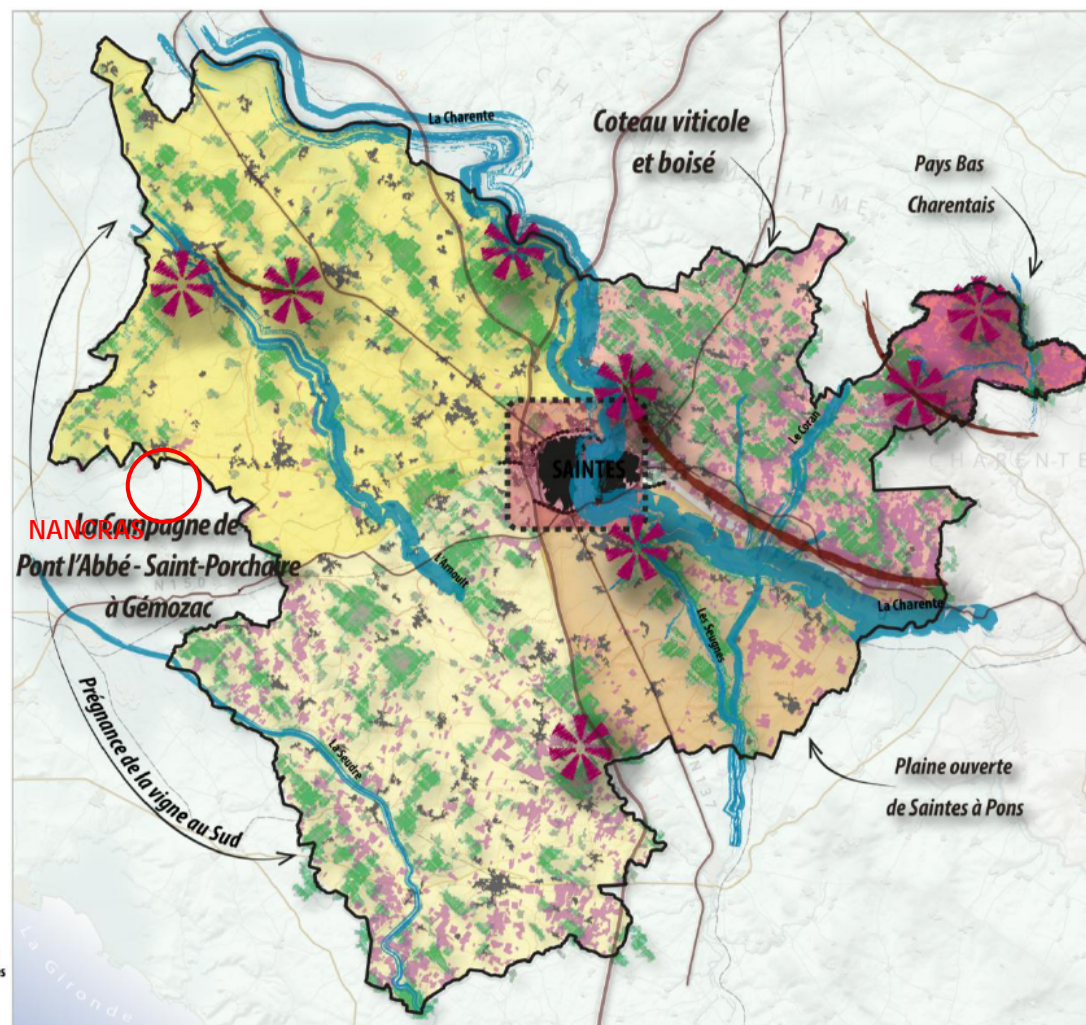 La Charente
Coteau viticole
et boisé
Pays Bas
Charentais
CHARENTE
MARITIME
Le Coran
SAINTES
CHARENTE
NANCRAS
La Campagne de
Pont l'Abbé - Saint-Porchaire
à Gémozac
N150
L'Arnoult
Les Seugnes
La Charente
Prégnance de la vigne au Sud
La Seudre
N137
Plaine ouverte
de Saintes à Pons
La Gironde